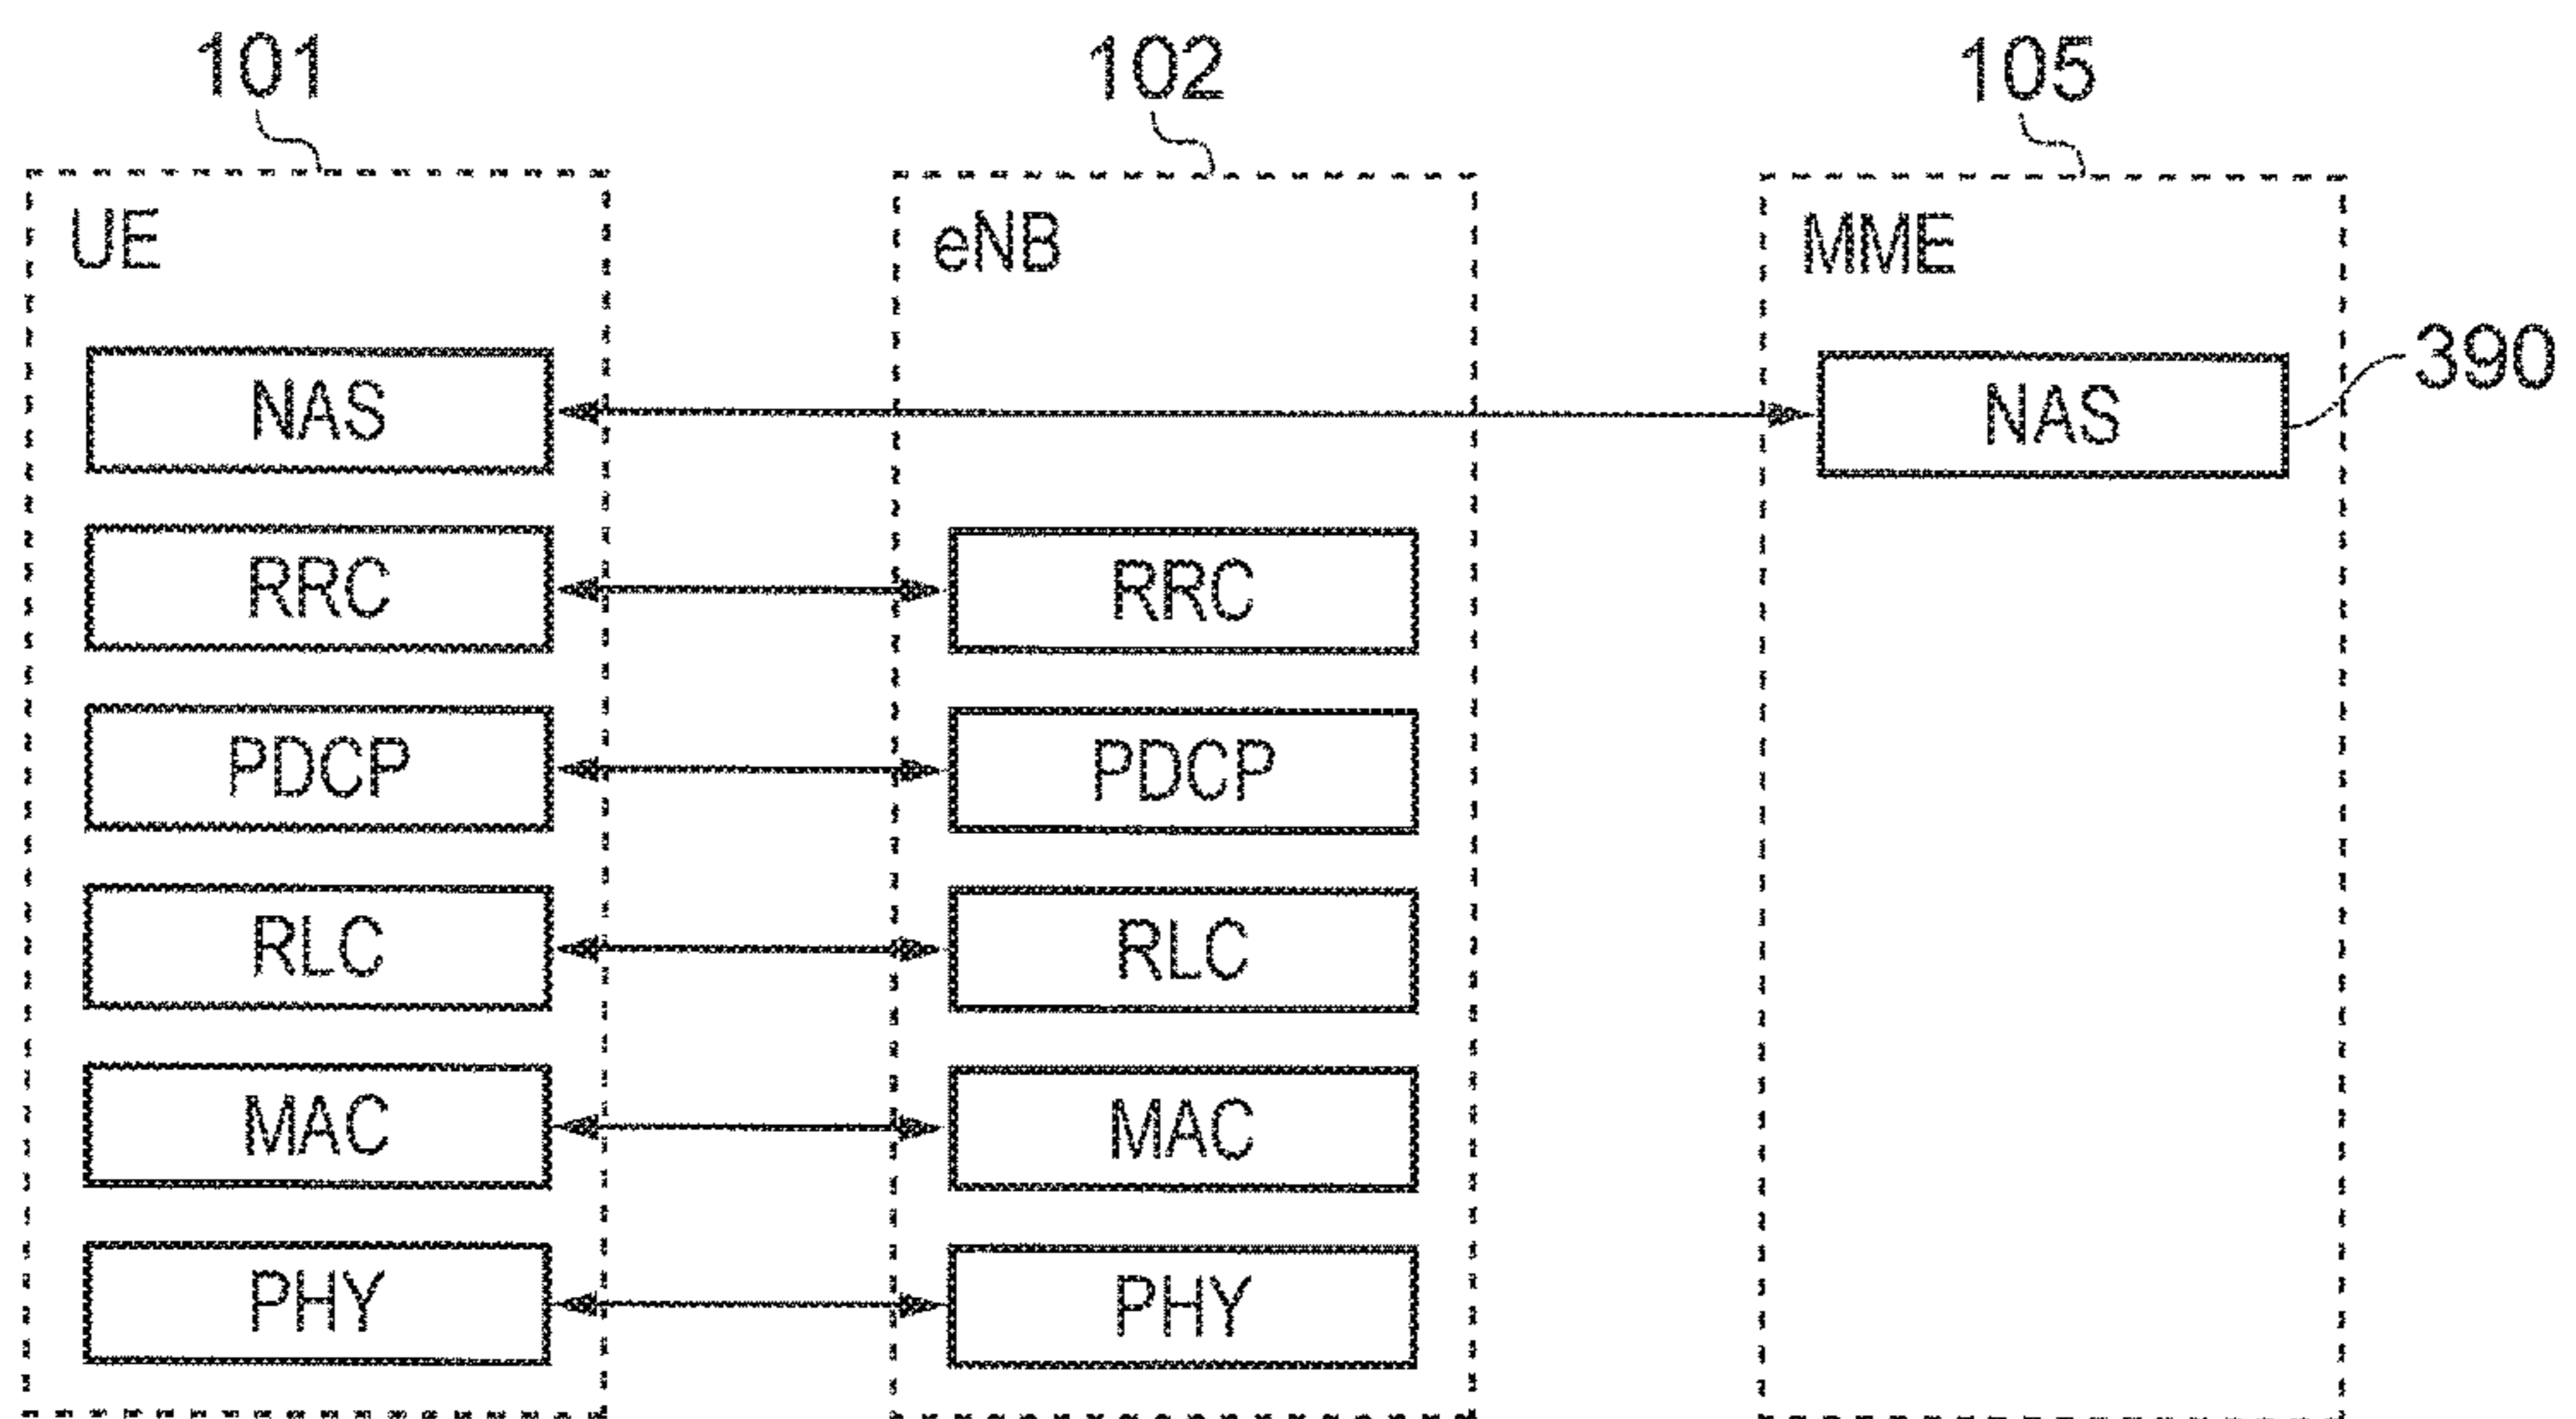 101 102 105
UE eNB MME
390
NAS NAS
RRC RRC
PDCP PDCP
RLC RLC
MAC MAC
PHY PHY